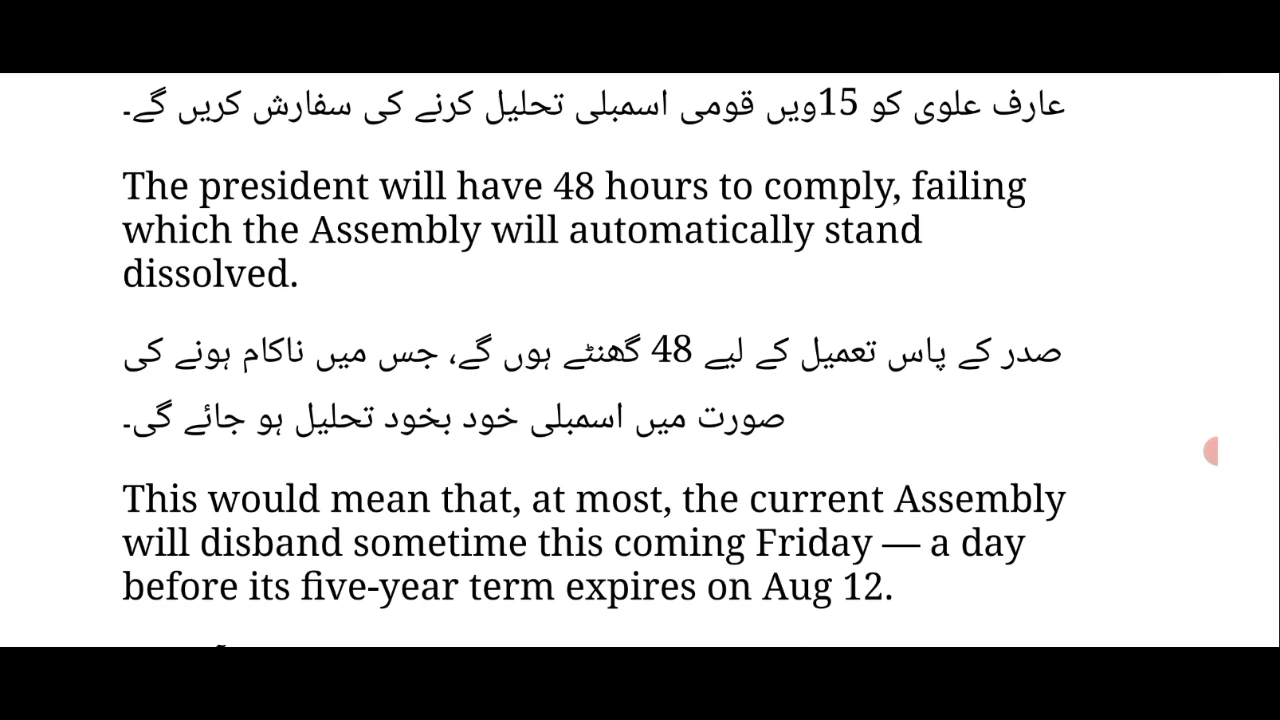 عارف علوی کو 15ویں قومی اسمبلی تحلیل کرنے کی سفارش کریں گے۔
The president will have 48 hours to comply, failing
which the Assembly will automatically stand
dissolved.
صدر کے پاس تعمیل کے لیے 48 گھنٹے ہوں گے، جس میں ناکام ہونے کی
صورت میں اسمبلی خود بخود تحلیل ہو جائے گی۔
This would mean that, at most, the current Assembly
will disband sometime this coming Friday — a day
before its five-year term expires on Aug 12.